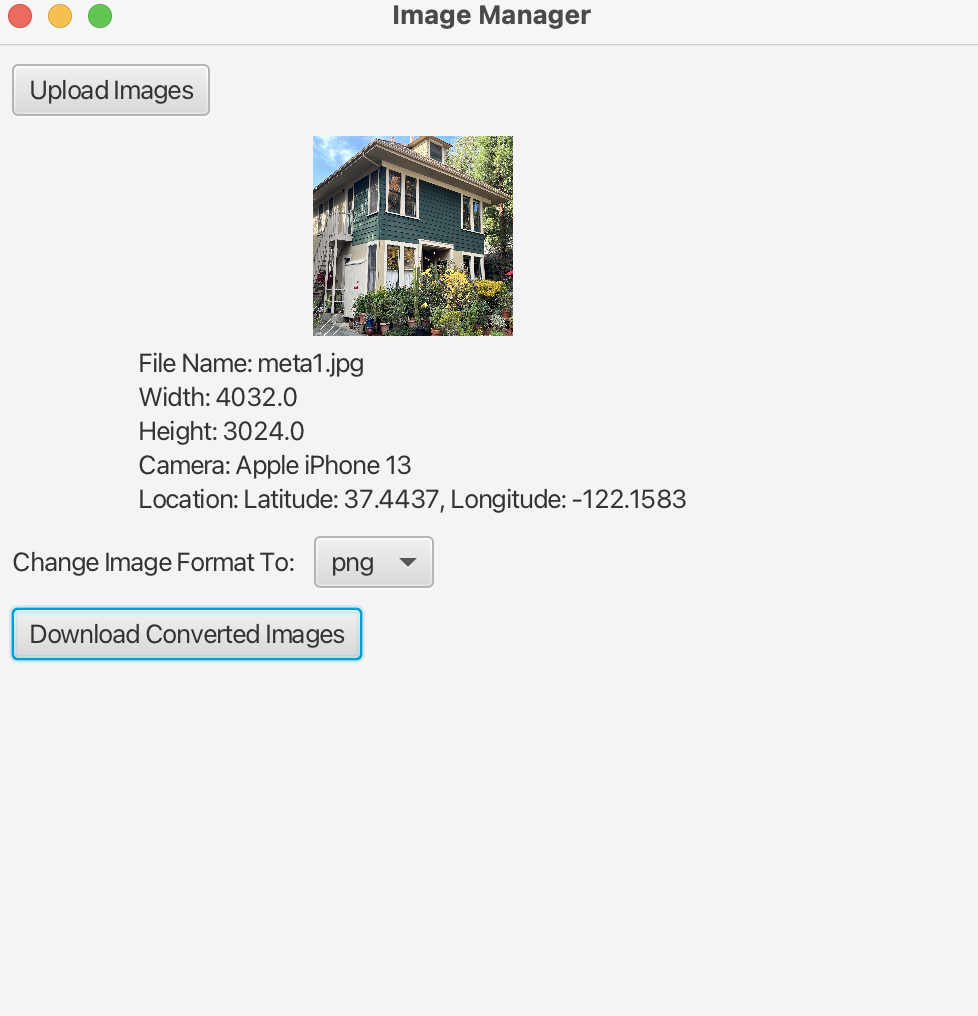 Image Manager
Upload Images
File Name: meta1.jpg
Width: 4032.0
Height: 3024.0
Camera: Apple iPhone 13
Location: Latitude: 37.4437, Longitude: -122.1583
Change Image Format To: png
Download Converted Images